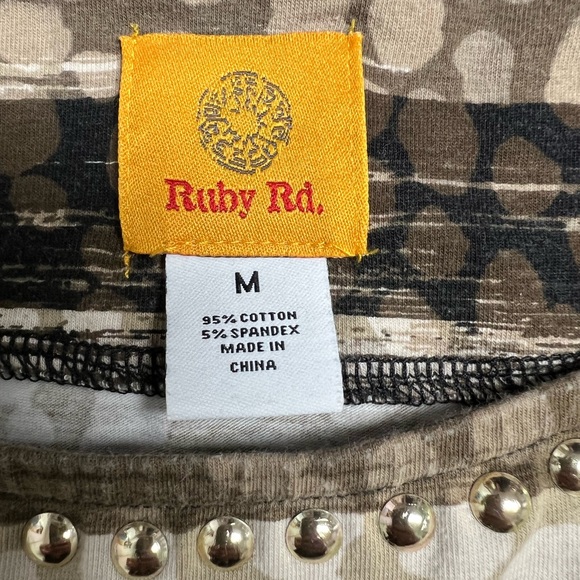 Ruby Rd.
M
95% COTTON
5% SPANDEX
MADE IN
CHINA